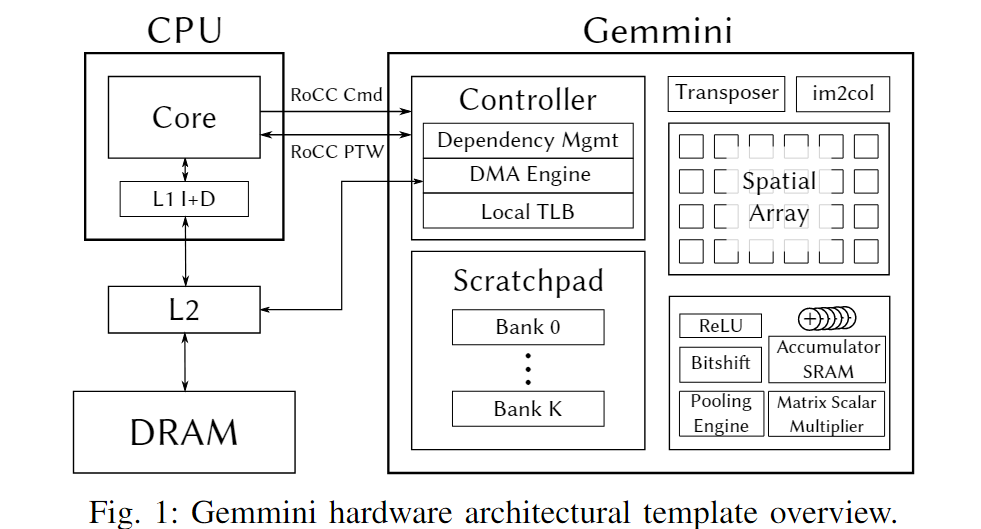 CPU
Gemmini
Core
L1 I+D
RoCC Cmd
RoCC PTW
L2
DRAM
Controller
Dependency Mgmt
DMA Engine
Local TLB
Scratchpad
Bank 0
Bank K
Transposer
im2col
Spatial
Array
ReLU
Bitshift
Pooling
Engine
+
Accumulator
SRAM
Matrix Scalar
Multiplier
Fig. 1: Gemmini hardware architectural template overview.